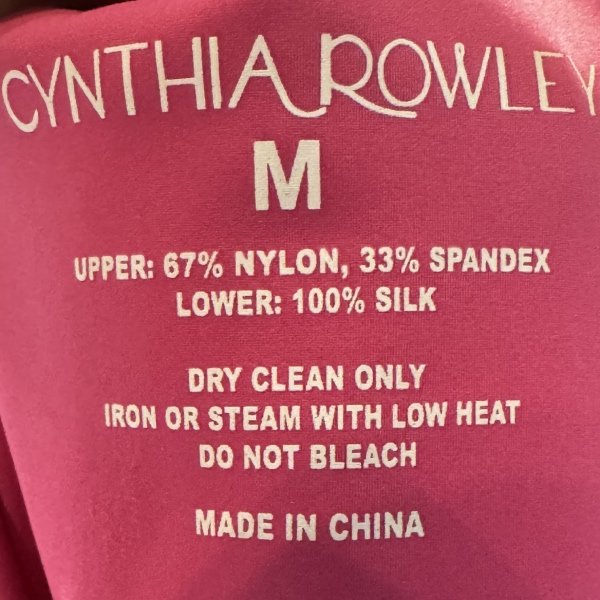 CYNTHIA ROWLEY
M
UPPER: 67% NYLON, 33% SPANDEX
LOWER: 100% SILK
DRY CLEAN ONLY
IRON OR STEAM WITH LOW HEAT
DO NOT BLEACH
MADE IN CHINA